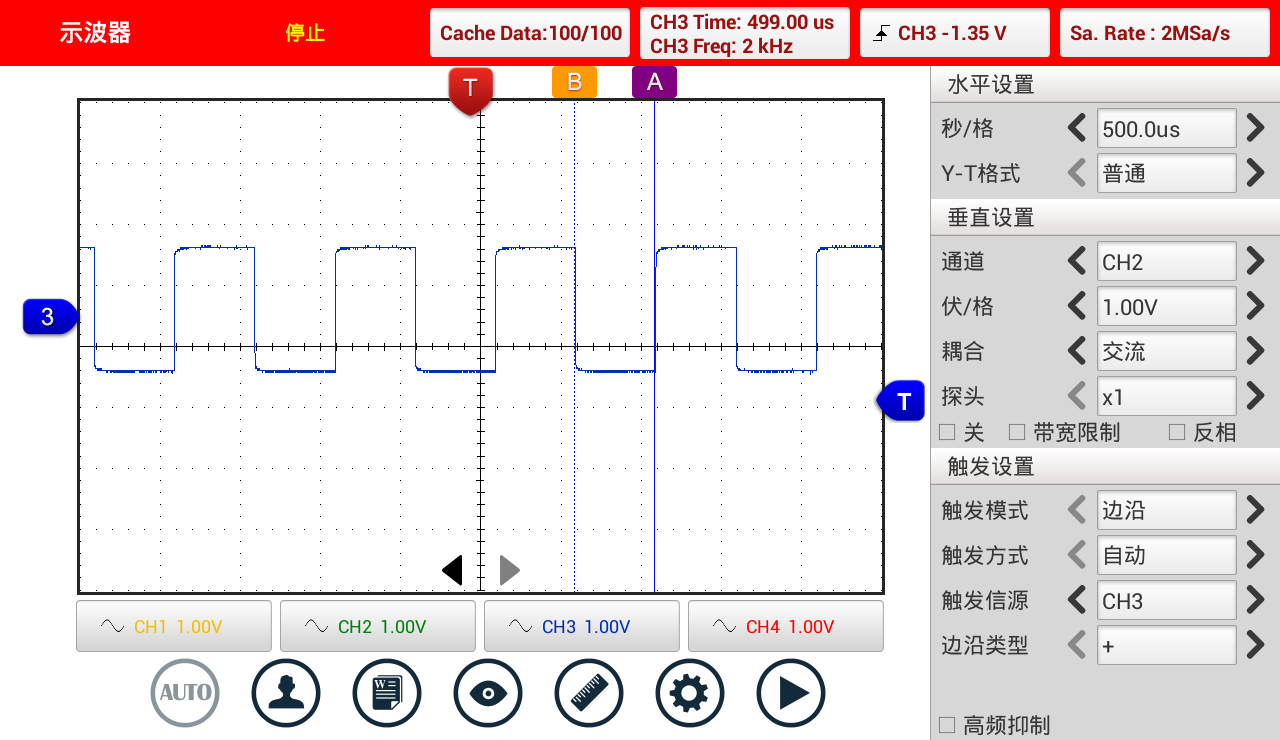 示波器
停止
Cache Data:100/100
CH3 Time: 499.00 us
CH3 Freq: 2 kHz
CH3 -1.35 V
Sa. Rate : 2MSa/s
T
B
A
3
T
水平设置
秒/格
500.0us
Y-T格式
普通
垂直设置
通道
CH2
伏/格
1.00V
耦合
交流
探头
x1
关
带宽限制
反相
触发设置
触发模式
边沿
触发方式
自动
触发信源
CH3
边沿类型
+
高频抑制
CH1 1.00V
CH2 1.00V
CH3 1.00V
CH4 1.00V
AUTO
W